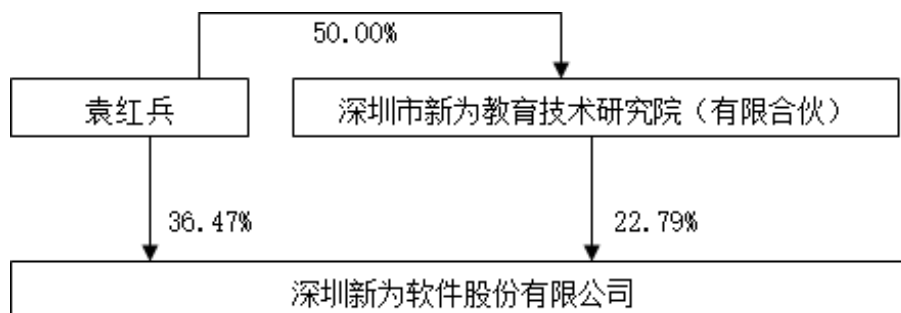 50.00%
袁红兵
深圳市新为教育技术研究院（有限合伙）
36.47%
22.79%
深圳新为软件股份有限公司